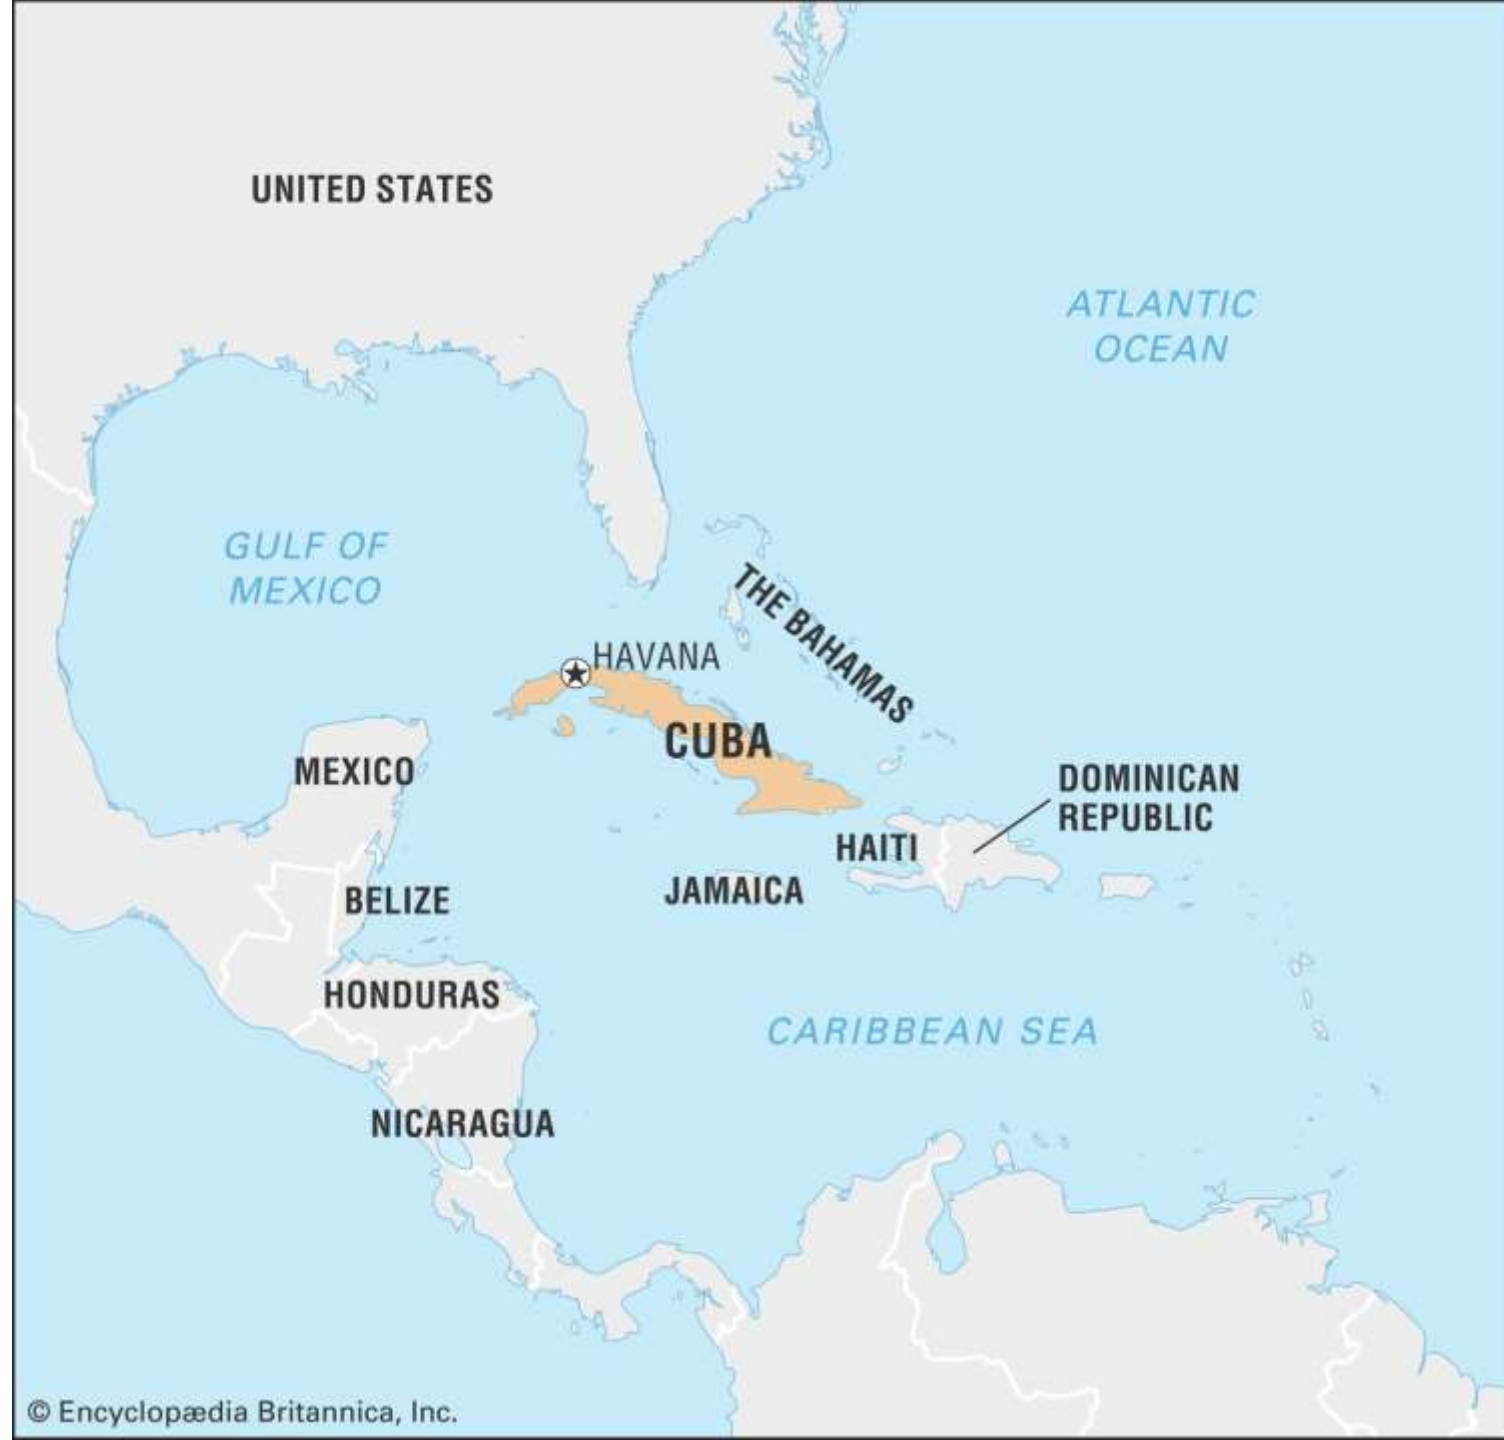 UNITED STATES
ATLANTIC
OCEAN
GULF OF
MEXICO
THE BAHAMAS
HAVANA
CUBA
MEXICO
DOMINICAN
REPUBLIC
HAITI
JAMAICA
BELIZE
HONDURAS
CARIBBEAN SEA
NICARAGUA
© Encyclopædia Britannica, Inc.